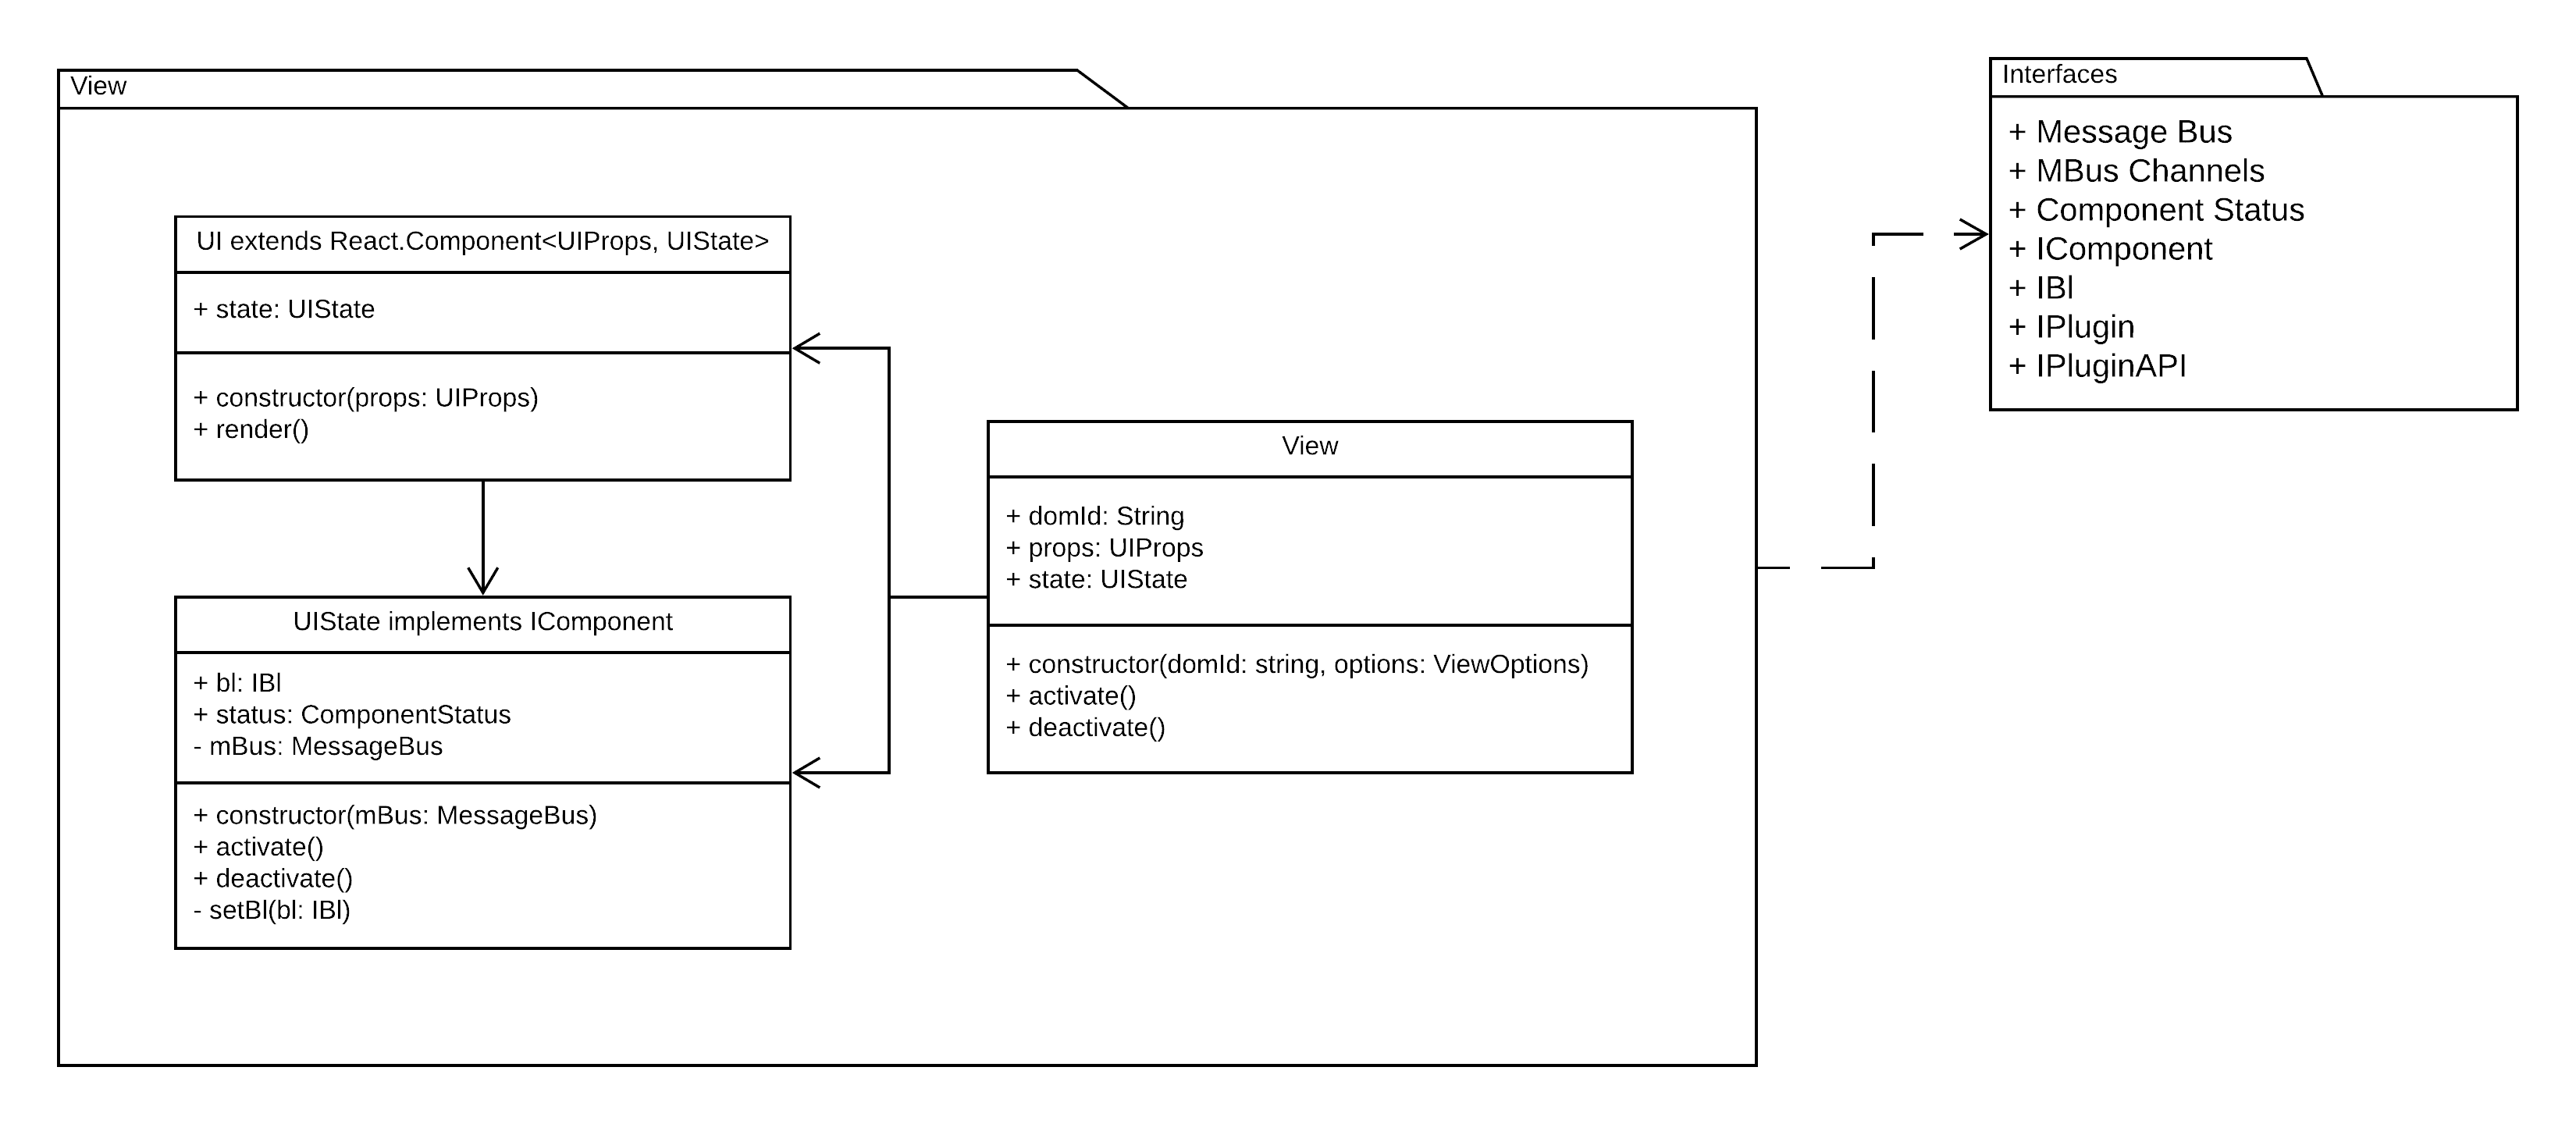 View
UI extends React.Component<UIProps, UIState>
+ state: UIState
+ constructor(props: UIProps)
+ render()
UIState implements IComponent
+ bl: IBl
+ status: ComponentStatus
- mBus: MessageBus
+ constructor(mBus: MessageBus)
+ activate()
+ deactivate()
- setBl(bl: IBl)
View
+ domId: String
+ props: UIProps
+ state: UIState
+ constructor(domId: string, options: ViewOptions)
+ activate()
+ deactivate()
Interfaces
+ Message Bus
+ MBus Channels
+ Component Status
+ IComponent
+ IBl
+ IPlugin
+ IPluginAPI